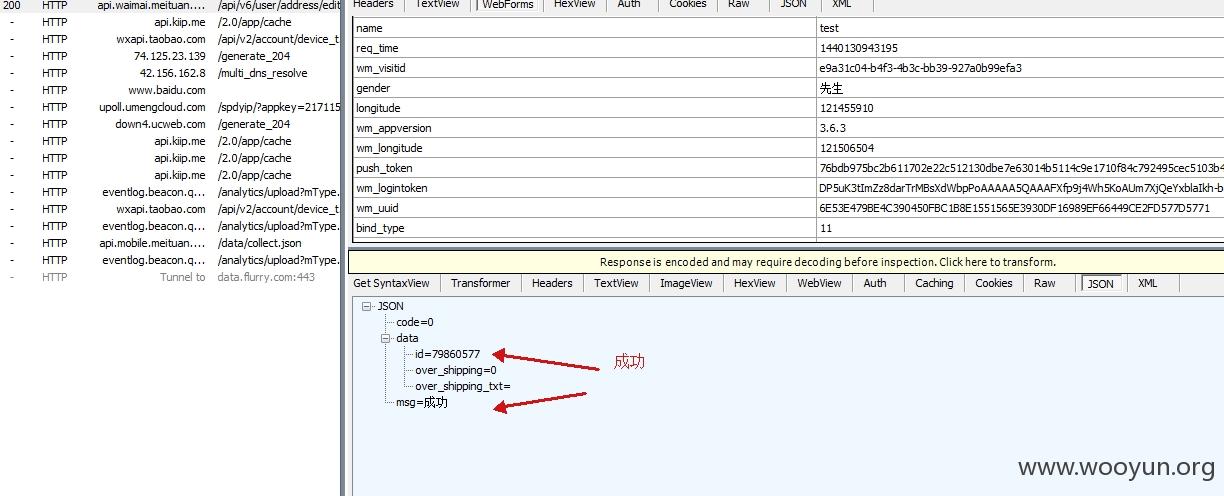 200 HTTP api.waimai.meituan.... /api/v6/user/address/edit
- HTTP api.kiip.me /2.0/app/cache
- HTTP wxapi.taobao.com /api/v2/account/device_t
- HTTP 74.125.23.139 /generate_204
- HTTP 42.156.162.8 /multi_dns_resolve
- HTTP www.baidu.com
- HTTP upoll.umengcloud.com /spdyip/?appkey=217115
- HTTP down4.ucweb.com /generate_204
- HTTP api.kiip.me /2.0/app/cache
- HTTP api.kiip.me /2.0/app/cache
- HTTP api.kiip.me /2.0/app/cache
- HTTP eventlog.beacon.q... /analytics/upload?mType.
- HTTP wxapi.taobao.com /api/v2/account/device_t
- HTTP eventlog.beacon.q... /analytics/upload?mType.
- HTTP api.mobile.meituan.... /data/collect.json
- HTTP eventlog.beacon.q... /analytics/upload?mType.
- HTTP Tunnel to data.flurry.com:443
Headers TextView WebForms HexView Auth Cookies Raw JSON XML
name test
req_time 1440130943195
wm_visitid e9a31c04-b4f3-4b3c-bb39-927a0b99efa3
gender 先生
longitude 121455910
wm_appversion 3.6.3
wm_longitude 121506504
push_token 76bdb975bc2b611702e22c512130dbe7e63014b5114c9e1710f84c792495cec5103b4
wm_logintoken DP5uK3tImZz8darTrMBsXdWbpPoAAAAA5QAAAFXfp9j4Wh5KoAUm7XjQeYxblaIkh-b
wm_uuid 6E53E479BE4C390450FBC1B8E1551565E3930DF16989EF66449CE2FD577D5771
bind_type 11
Response is encoded and may require decoding before inspection. Click here to transform.
Get SyntaxView Transformer Headers TextView ImageView HexView WebView Auth Caching Cookies Raw JSON XML
JSON
code=0
data
id=79860577
成功
over_shipping=0
over_shipping_txt=
msg=成功
www.wooyun.org